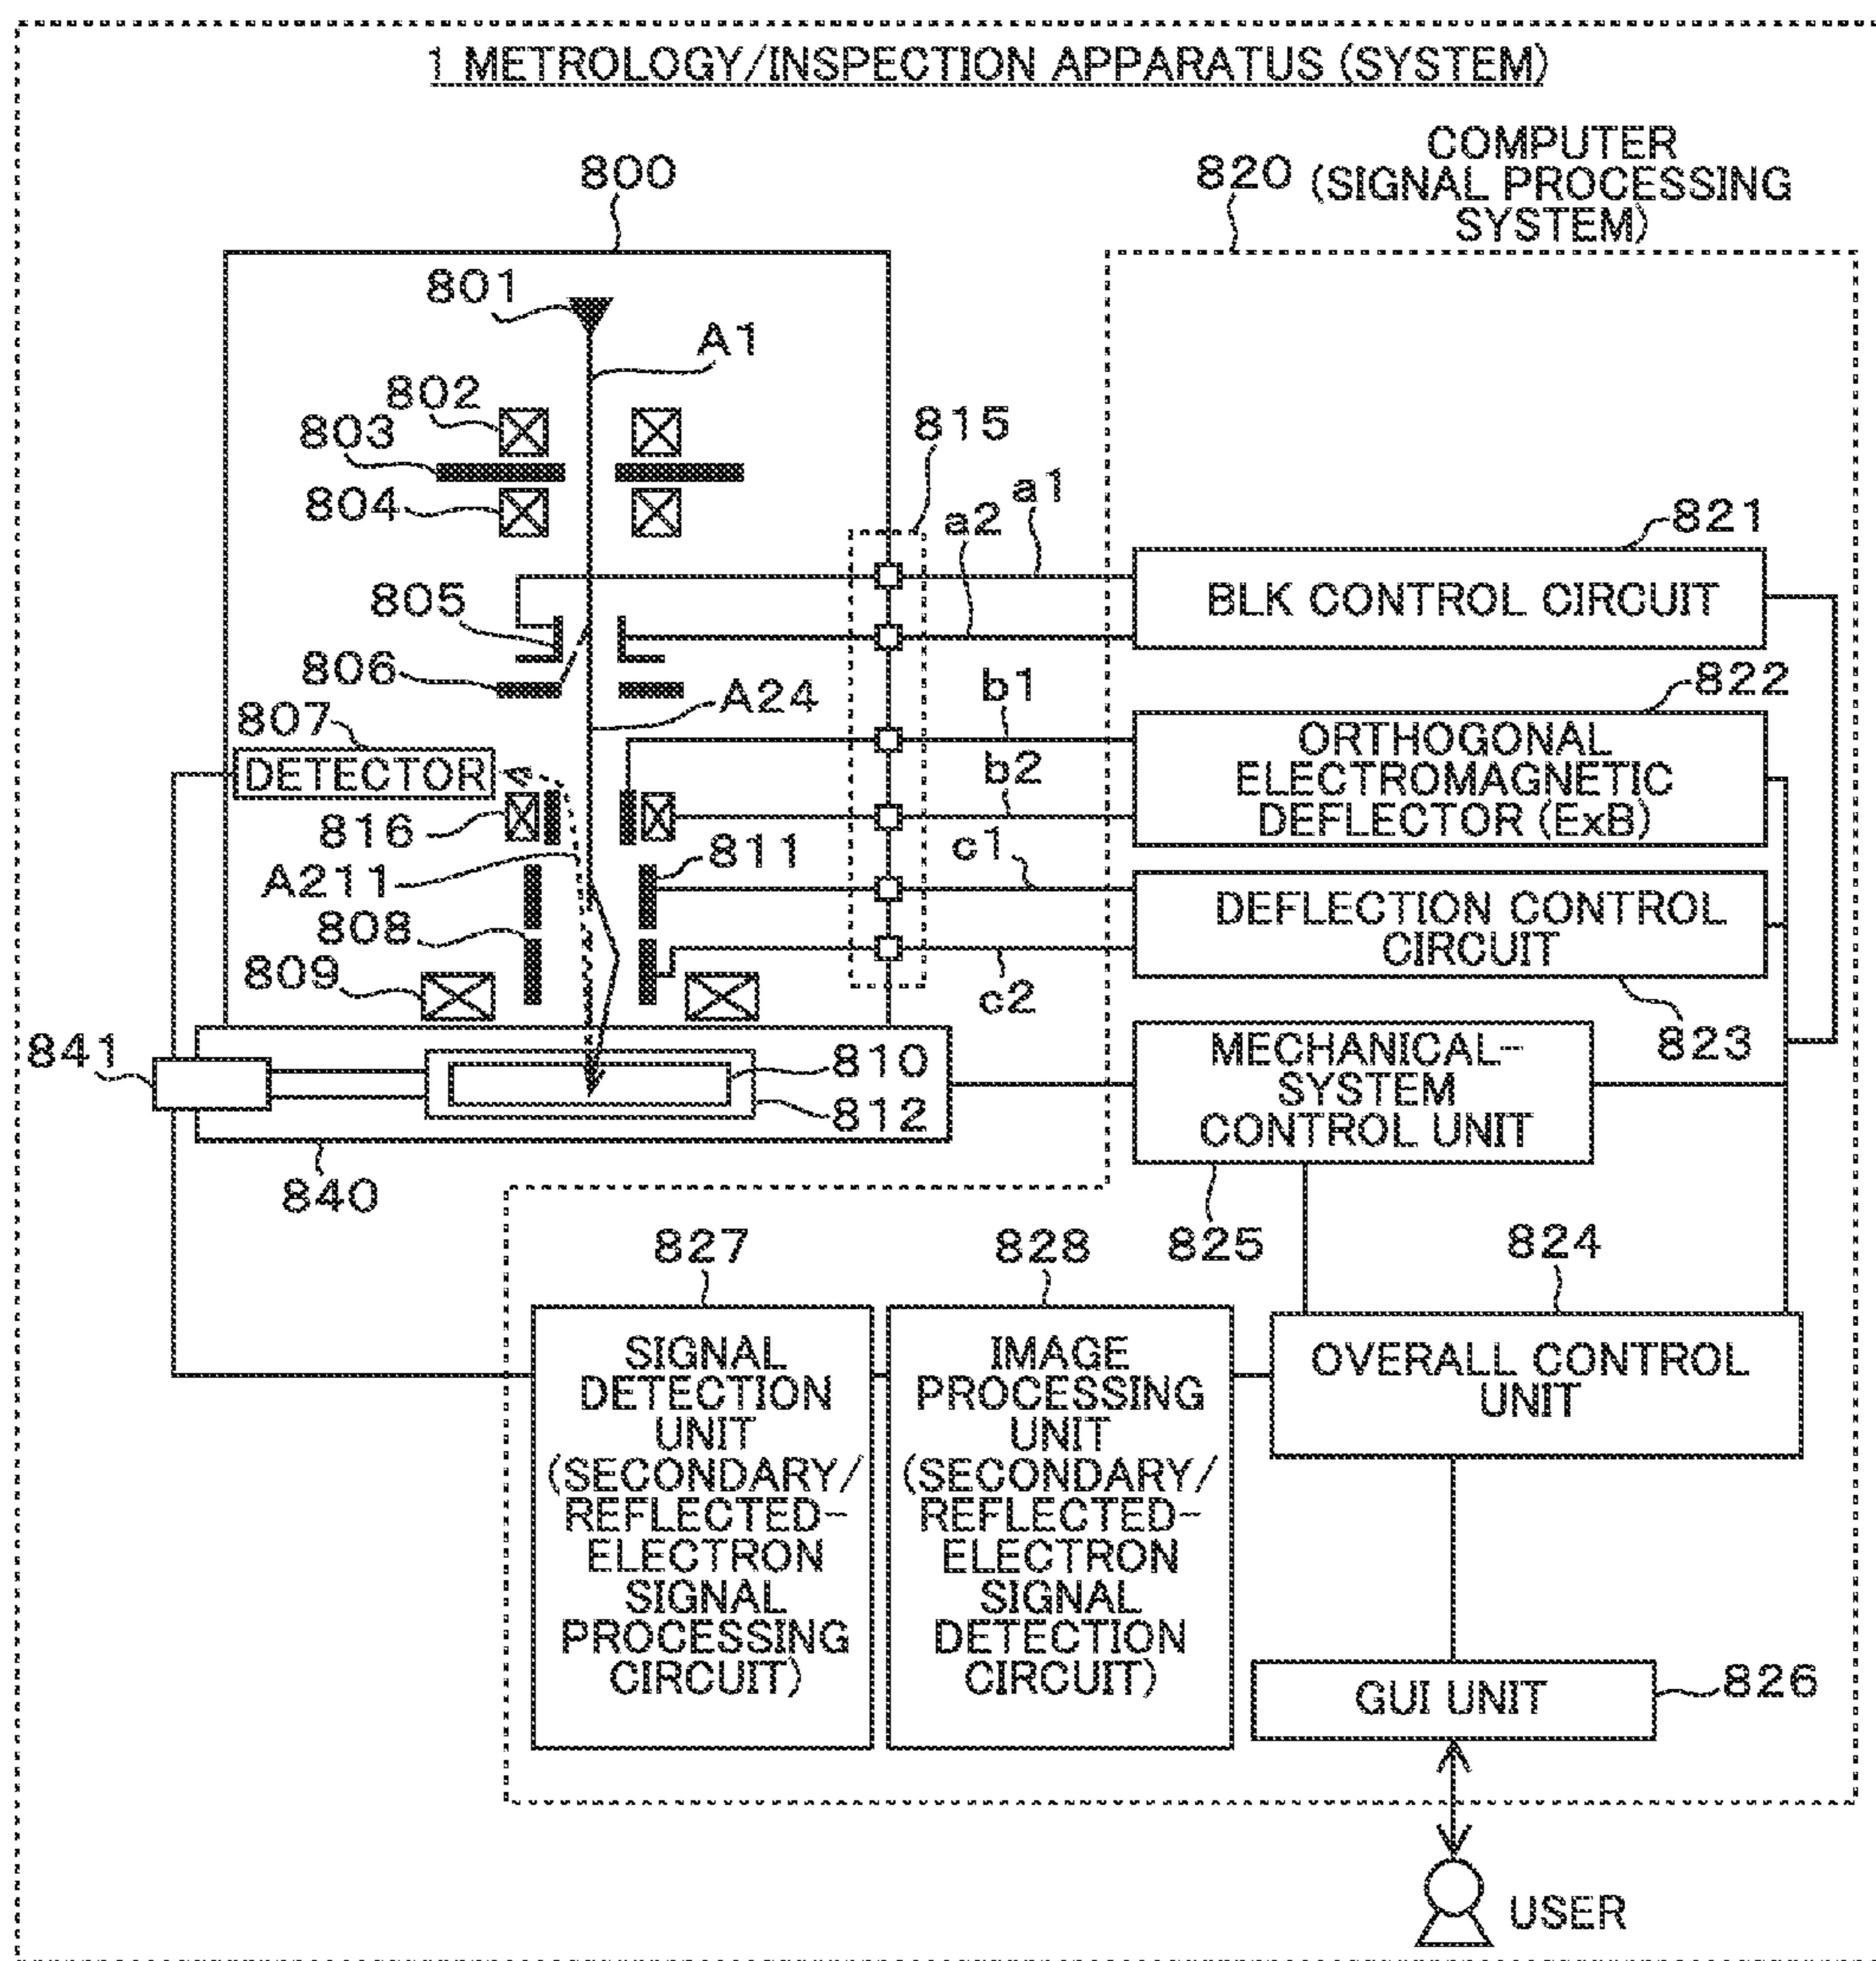 1 METROLOGY/INSPECTION APPARATUS (SYSTEM)
800
820
COMPUTER
(SIGNAL PROCESSING
SYSTEM)
801
A1
802
803
804
815
a1
a2
821
BLK CONTROL CIRCUIT
805
806
A24
b1
822
807
DETECTOR
b2
ORTHOGONAL
ELECTROMAGNETIC
DEFLECTOR (ExB)
816
811
c1
A211
808
DEFLECTION CONTROL
CIRCUIT
809
c2
823
841
810
812
MECHANICAL-
SYSTEM
CONTROL UNIT
840
827
828
825
824
SIGNAL
DETECTION
UNIT
(SECONDARY/
REFLECTED-
ELECTRON
SIGNAL
PROCESSING
CIRCUIT)
IMAGE
PROCESSING
UNIT
(SECONDARY/
REFLECTED-
ELECTRON
SIGNAL
DETECTION
CIRCUIT)
OVERALL CONTROL
UNIT
GUI UNIT
826
USER